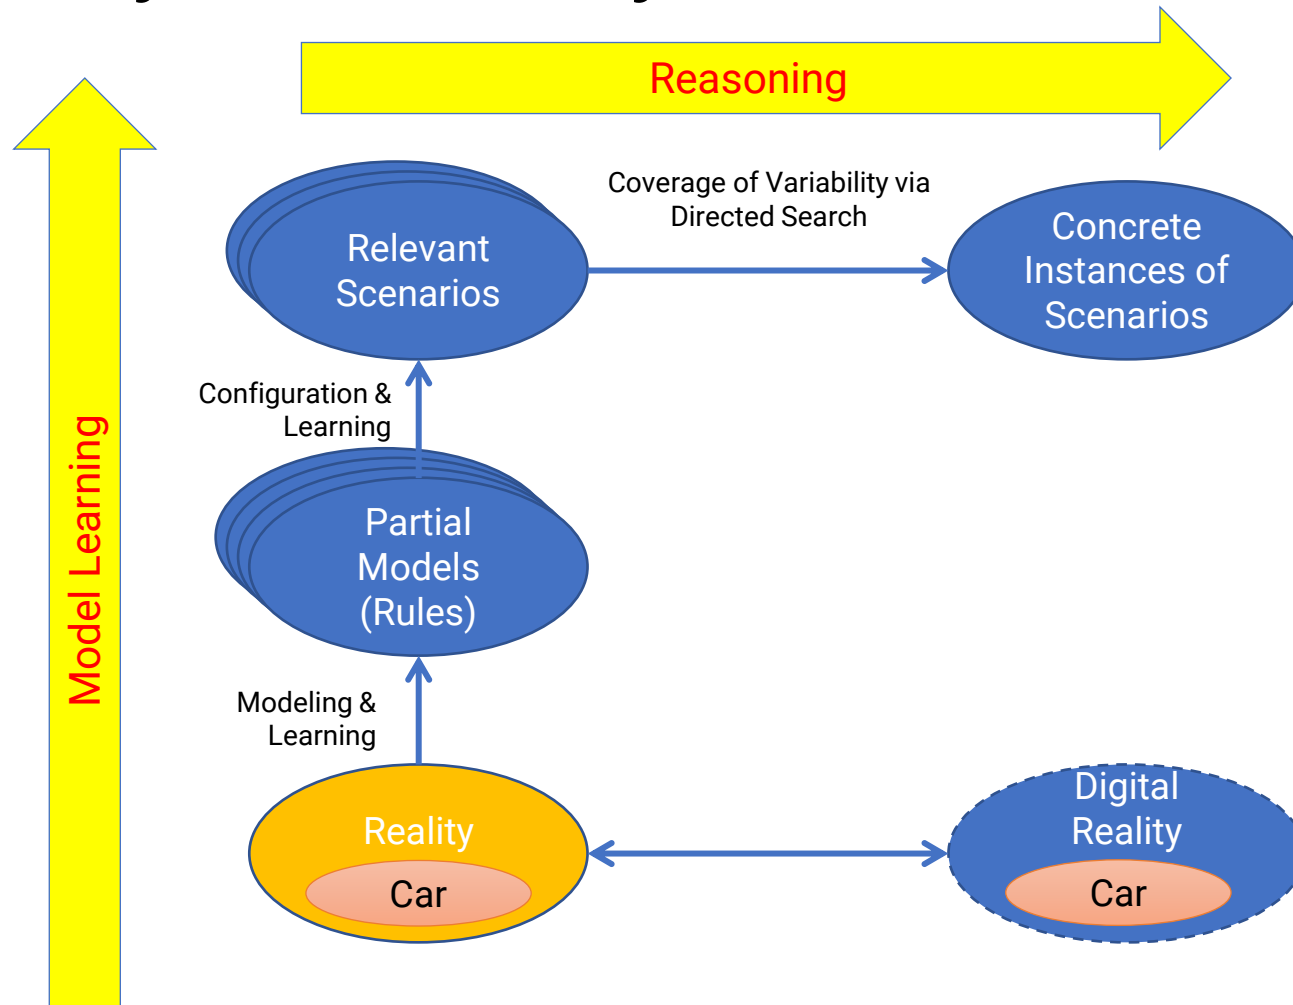 Reasoning
Coverage of Variability via
Directed Search
Relevant
Scenarios
Concrete
Instances of
Scenarios
Configuration &
Learning
Model Learning
Partial
Models
(Rules)
Modeling &
Learning
Reality
Car
Digital
Reality
Car